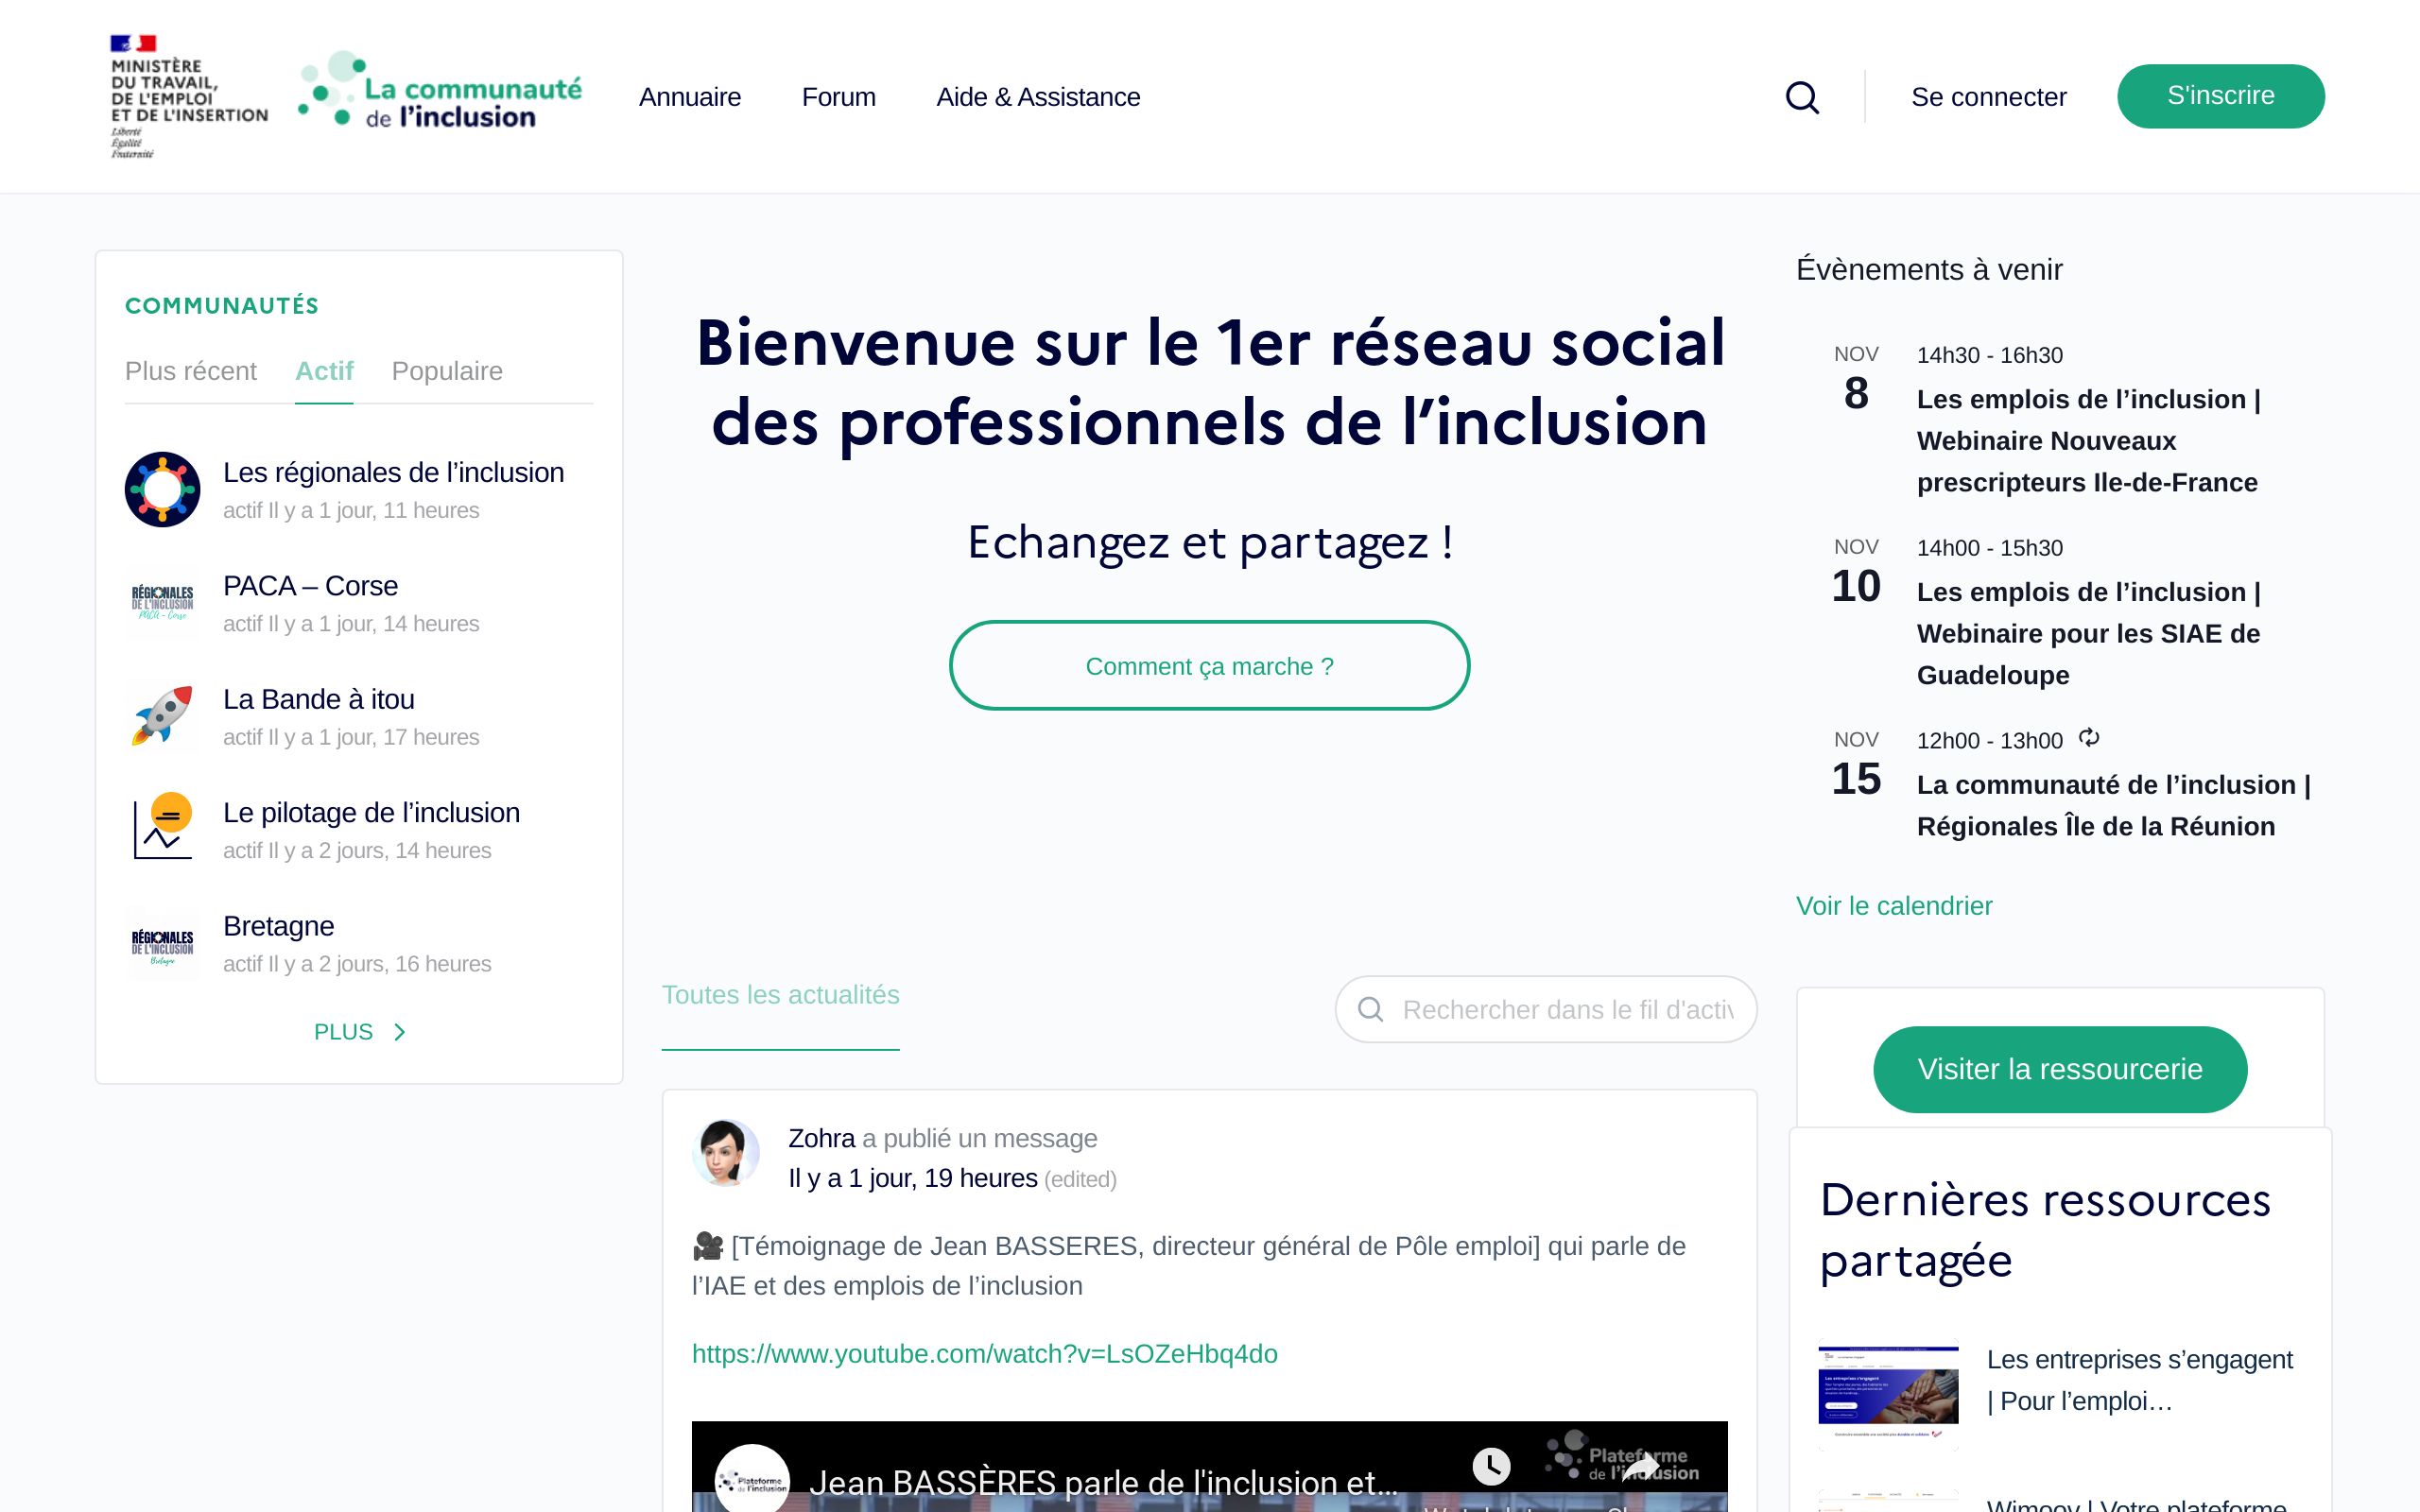 MINISTÈRE
DU TRAVAIL,
DE L'EMPLOI
ET DE L'INSERTION
Liberté
Égalité
Fraternité
La communauté
de l'inclusion
Annuaire
Forum
Aide & Assistance
Se connecter
S'inscrire
COMMUNAUTÉS
Plus récent
Actif
Populaire
Les régionales de l’inclusion
actif Il y a 1 jour, 11 heures
RÉGIONALES
DE L'INCLUSION
PACA - Corse
PACA – Corse
actif Il y a 1 jour, 14 heures
La Bande à itou
actif Il y a 1 jour, 17 heures
Le pilotage de l’inclusion
actif Il y a 2 jours, 14 heures
RÉGIONALES
DE L'INCLUSION
Bretagne
Bretagne
actif Il y a 2 jours, 16 heures
PLUS
Bienvenue sur le 1er réseau social
des professionnels de l’inclusion
Echangez et partagez !
Comment ça marche ?
Toutes les actualités
Rechercher dans le fil d'activ
Zohra a publié un message
Il y a 1 jour, 19 heures (edited)
[Témoignage de Jean BASSERES, directeur général de Pôle emploi] qui parle de
l’IAE et des emplois de l’inclusion
https://www.youtube.com/watch?v=LsOZeHbq4do
Plateforme
de l'inclusion
Jean BASSÈRES parle de l'inclusion et...
Plateforme
de l'inclusion
Évènements à venir
NOV
8
14h30 - 16h30
Les emplois de l’inclusion |
Webinaire Nouveaux
prescripteurs Ile-de-France
NOV
10
14h00 - 15h30
Les emplois de l’inclusion |
Webinaire pour les SIAE de
Guadeloupe
NOV
15
12h00 - 13h00
La communauté de l’inclusion |
Régionales Île de la Réunion
Voir le calendrier
Visiter la ressourcerie
Dernières ressources
partagée
Les entreprises s’engagent
| Pour l’emploi…
Wimoov | Votre plateforme